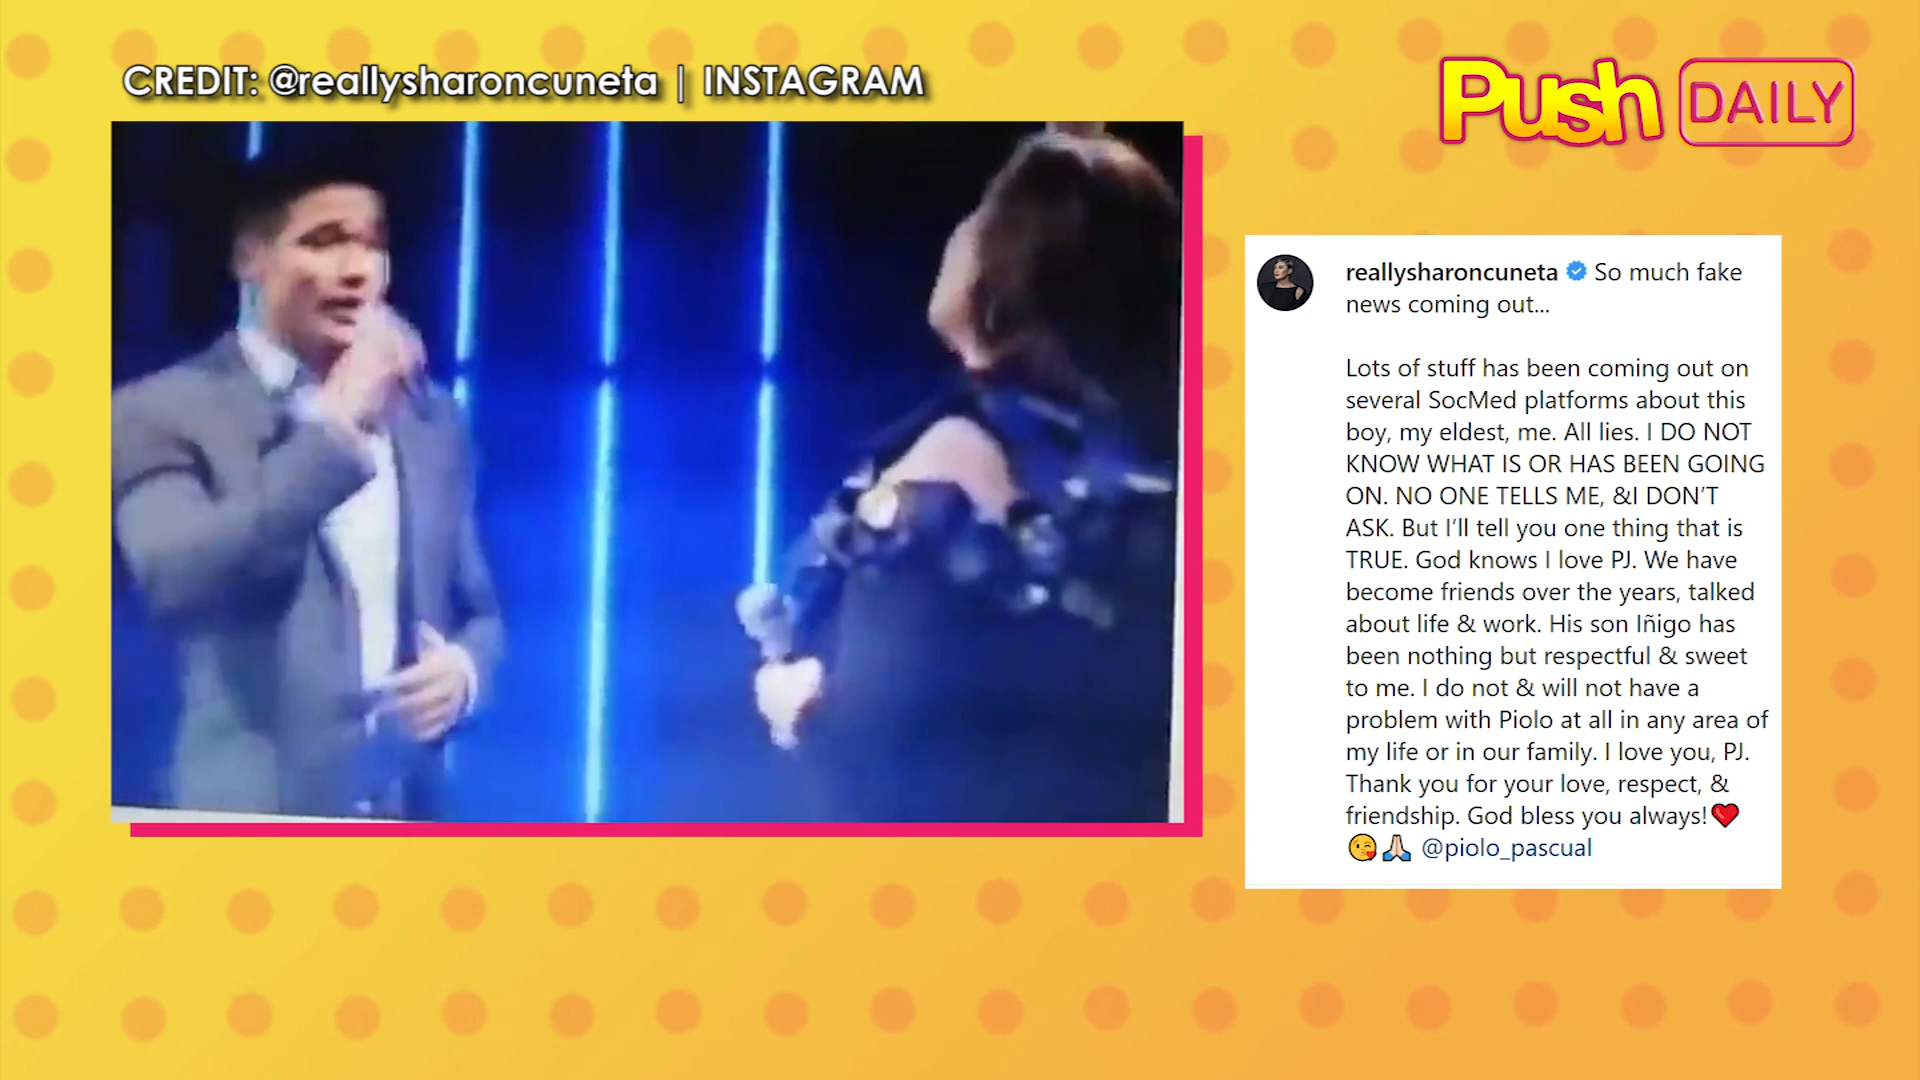 CREDIT: @reallysharoncuneta | INSTAGRAM
Push DAILY
reallysharoncuneta So much fake
news coming out...
Lots of stuff has been coming out on
several SocMed platforms about this
boy, my eldest, me. All lies. I DO NOT
KNOW WHAT IS OR HAS BEEN GOING
ON. NO ONE TELLS ME, &I DON’T
ASK. But I’ll tell you one thing that is
TRUE. God knows I love PJ. We have
become friends over the years, talked
about life & work. His son Iñigo has
been nothing but respectful & sweet
to me. I do not & will not have a
problem with Piolo at all in any area of
my life or in our family. I love you, PJ.
Thank you for your love, respect, &
friendship. God bless you always!❤️
😘🙏🏻 @piolo_pascual